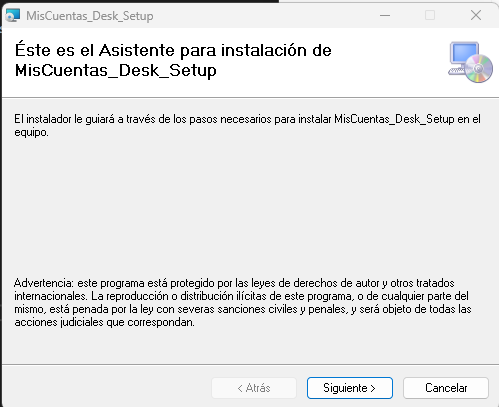 MisCuentas_Desk_Setup
Éste es el Asistente para instalación de
MisCuentas_Desk_Setup
El instalador le guiará a través de los pasos necesarios para instalar MisCuentas_Desk_Setup en el
equipo.
Advertencia: este programa está protegido por las leyes de derechos de autor y otros tratados
internacionales. La reproducción o distribución ilícitas de este programa, o de cualquier parte del
mismo, está penada por la ley con severas sanciones civiles y penales, y será objeto de todas las
acciones judiciales que correspondan.
< Atrás
Siguiente >
Cancelar